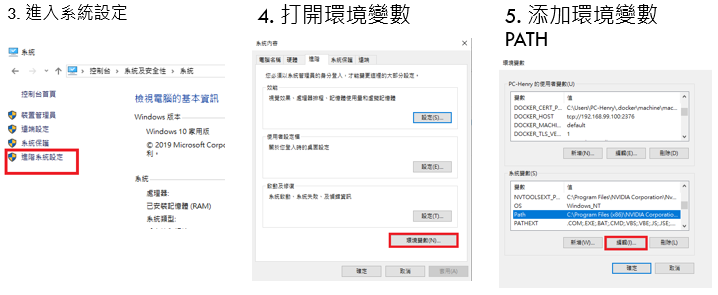 3. 進入系統設定
系統
控制台
系統及安全性
系統
控制台首頁
裝置管理員
遠端設定
系統保護
進階系統設定
檢視電腦的基本資訊
Windows 版本
Windows 10 家用版
© 2019 Microsoft Corpor
利。
系統
處理器:
已安裝記憶體 (RAM)
系統類型:
4. 打開環境變數
系統內容
電腦名稱 硬體 進階 系統保護 遠端
您必須以系統管理員的身分登入，才能變更這裡的大部分設定。
效能
視覺效果，處理器排程，記憶體使用量和虛擬記憶體
設定(S)...
使用者設定檔
關於您登入時的桌面設定
設定(E)...
啟動及修復
系統啟動、系統失敗、及偵錯資訊
設定(T)...
環境變數(N)...
確定 取消 套用(A)
5. 添加環境變數
PATH
環境變數
PC-Henry 的使用者變數(U)
變數 值
DOCKER_CERT_P... C:\Users\PC-Henry\.docker\machine\mac...
DOCKER_HOST tcp://192.168.99.100:2376
DOCKER_MACHI... default
DOCKER_TLS_VE... 1
新增(N)... 編輯(E)... 刪除(D)
系統變數(S)
變數 值
NVTOOLSEXT_P... C:\Program Files\NVIDIA Corporation\Nv...
OS Windows_NT
Path C:\Program Files (x86)\NVIDIA Corporatio...
PATHEXT .COM;.EXE;.BAT;.CMD;.VBS;.VBE;.JS;.JSE;...
新增(W)... 編輯(I)... 刪除(L)
確定 取消